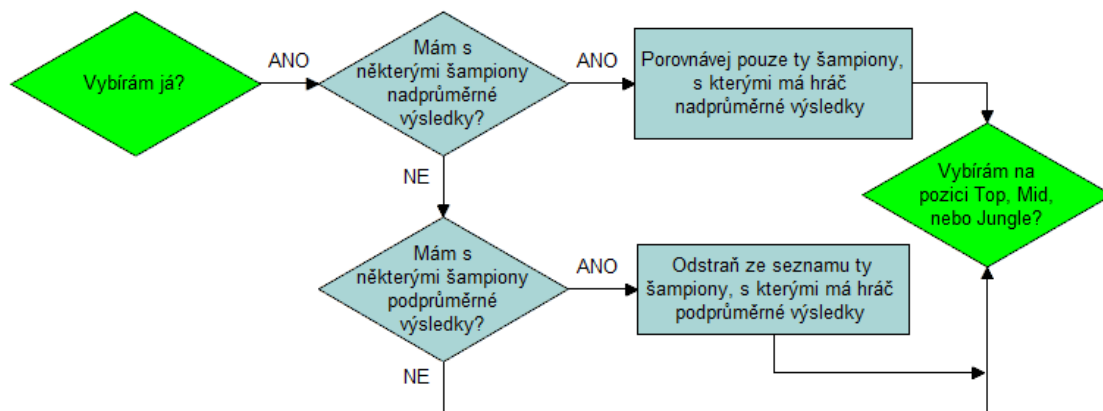 Vybírám já?
ANO
Mám s
některými šampiony
nadprůměrné
výsledky?
ANO
Porovnávej pouze ty šampiony,
s kterými má hráč
nadprůměrné výsledky
Vybírám na
pozici Top, Mid,
nebo Jungle?
NE
Mám s
některými šampiony
podprůměrné
výsledky?
ANO
Odstraň ze seznamu ty
šampiony, s kterými má hráč
podprůměrné výsledky
NE